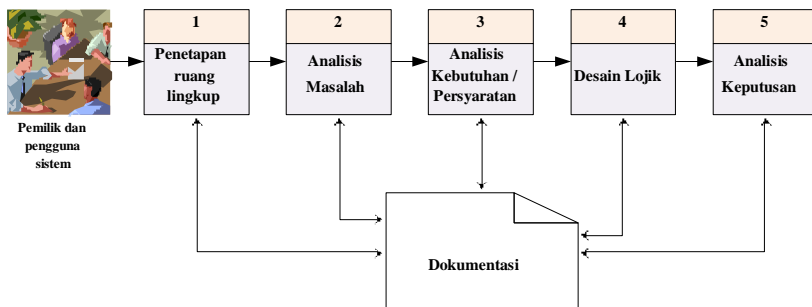 1
Penetapan
ruang
lingkup
2
Analisis
Masalah
3
Analisis
Kebutuhan /
Persyaratan
4
Desain Lojik
5
Analisis
Keputusan
Pemilik dan
pengguna
sistem
Dokumentasi